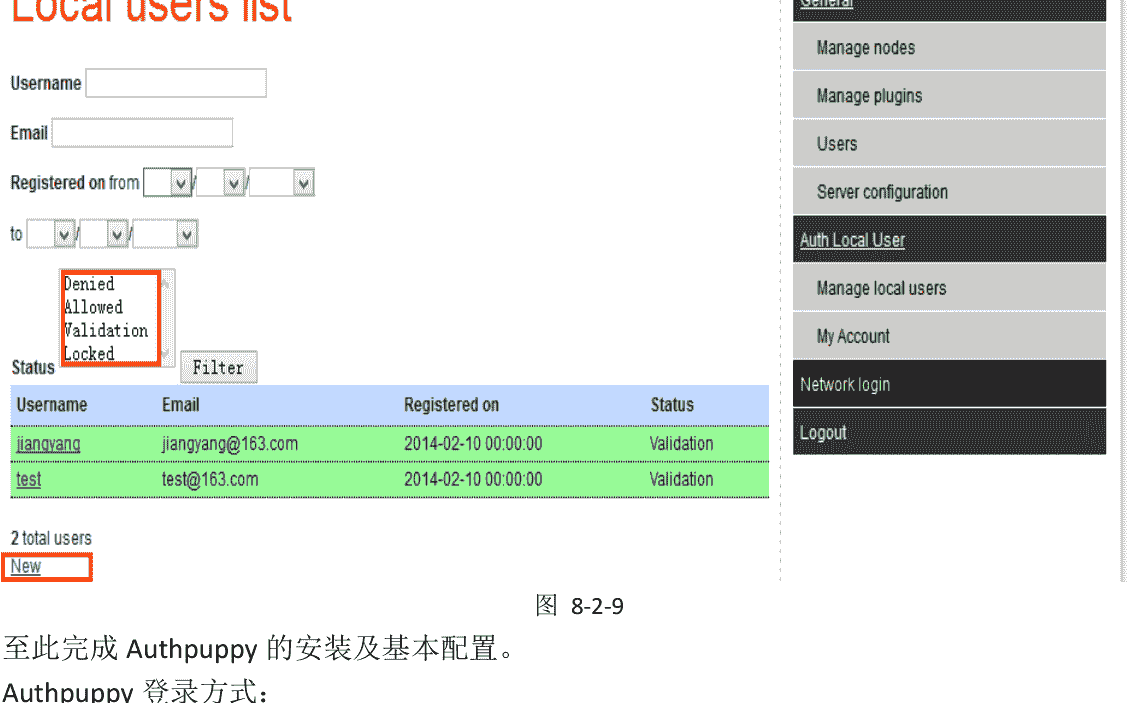 Local users list
Username
Email
Registered on from / /
to / /
Denied
Allowed
Validation
Locked
Status Filter
Username Email Registered on Status
jiangyang jiangyang@163.com 2014-02-10 00:00:00 Validation
test test@163.com 2014-02-10 00:00:00 Validation
2 total users
New
General
Manage nodes
Manage plugins
Users
Server configuration
Auth Local User
Manage local users
My Account
Network login
Logout
图 8-2-9
至此完成 Authpuppy 的安装及基本配置。
Authpuppy 登录方式：